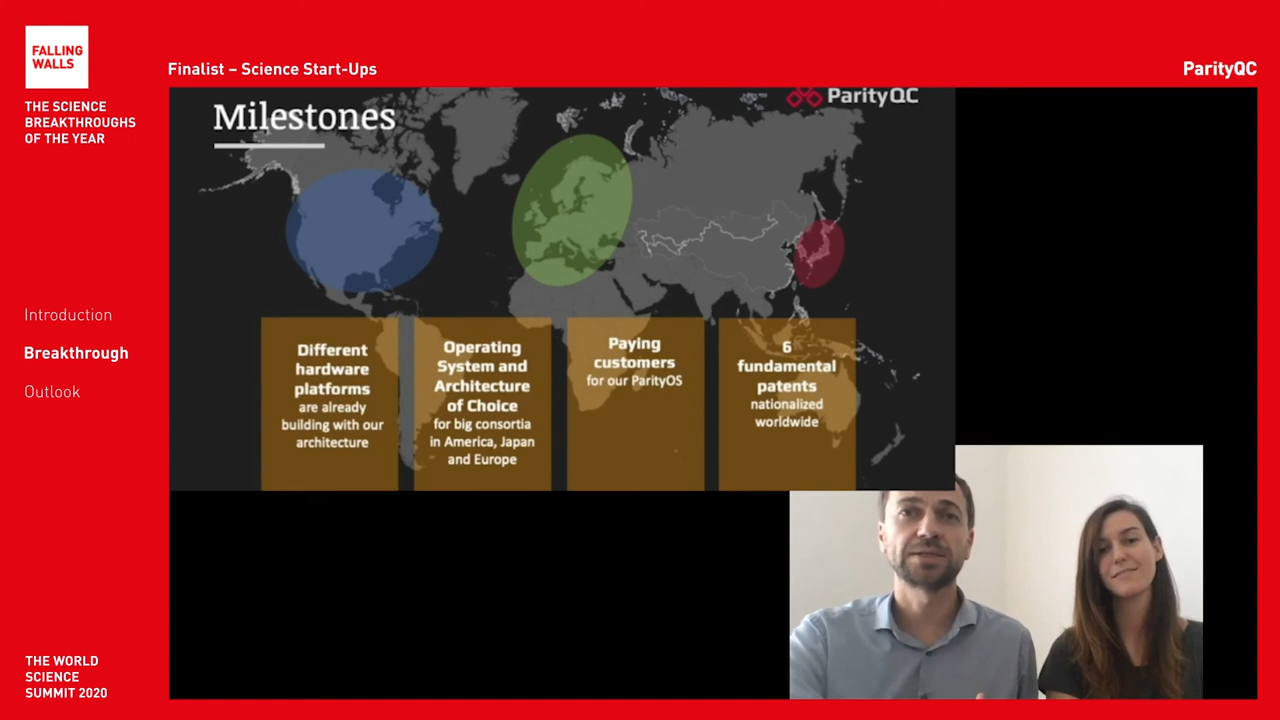 FALLING
WALLS
THE SCIENCE
BREAKTHROUGHS
OF THE YEAR
Finalist – Science Start-Ups
ParityQC
Milestones
ParityQC
Introduction
Breakthrough
Outlook
Different
hardware
platforms
are already
building with our
architecture
Operating
System and
Architecture
of Choice
for big consortia
in America, Japan
and Europe
Paying
customers
for our ParityOS
6
fundamental
patents
nationalized
worldwide
THE WORLD
SCIENCE
SUMMIT 2020